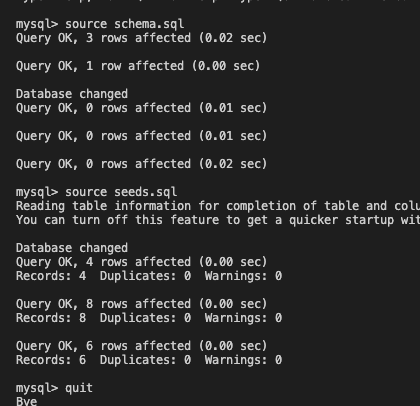 mysql> source schema.sql
Query OK, 3 rows affected (0.02 sec)
Query OK, 1 row affected (0.00 sec)
Database changed
Query OK, 0 rows affected (0.01 sec)
Query OK, 0 rows affected (0.01 sec)
Query OK, 0 rows affected (0.02 sec)
mysql> source seeds.sql
Reading table information for completion of table and colu
You can turn off this feature to get a quicker startup wit
Database changed
Query OK, 4 rows affected (0.00 sec)
Records: 4  Duplicates: 0  Warnings: 0
Query OK, 8 rows affected (0.00 sec)
Records: 8  Duplicates: 0  Warnings: 0
Query OK, 6 rows affected (0.00 sec)
Records: 6  Duplicates: 0  Warnings: 0
mysql> quit
Bye